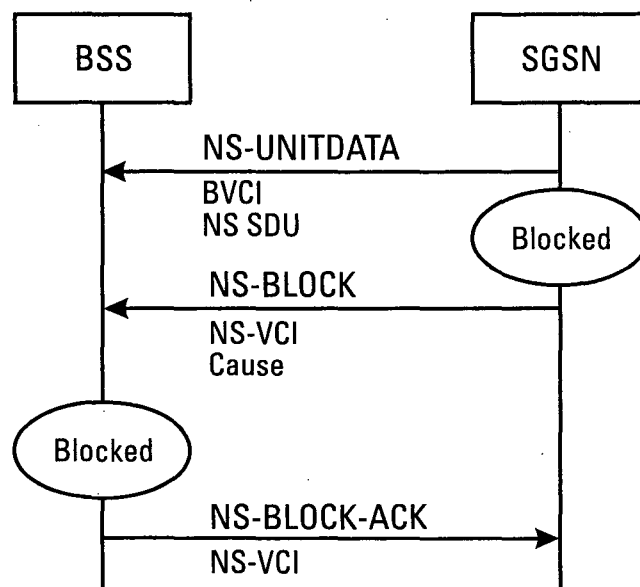 BSS
SGSN
NS-UNITDATA
BVCI
NS SDU
Blocked
NS-BLOCK
NS-VCI
Cause
Blocked
NS-BLOCK-ACK
NS-VCI